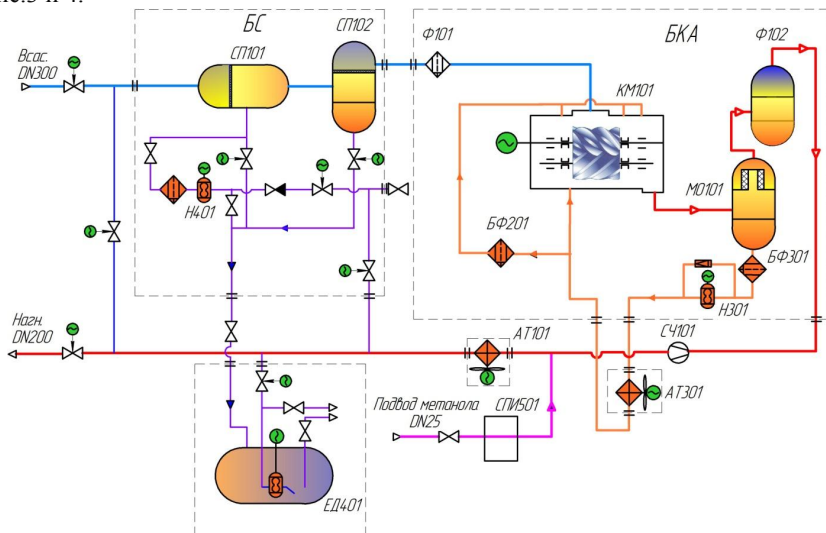 БС
СП102
СП101
Всас.
DN300
Ф101
БКА
Ф102
КМ101
МО101
Н401
БФ201
БФ301
Н301
Нагн.
DN200
АТ101
СЧ101
АТ301
Подвод метанола
DN25
СПИ501
ЕД401